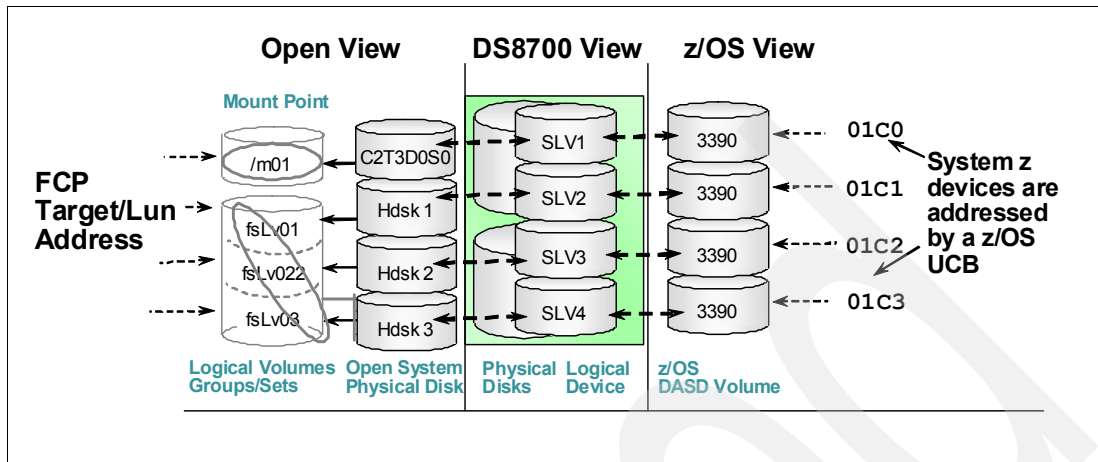 Open View
DS8700 View
z/OS View
Mount Point
/m01
C2T3D0S0
SLV1
3390
01C0
FCP
Target/Lun
Address
fsLv01
Hdsk 1
SLV2
3390
01C1
System z
devices are
addressed
by a z/OS
UCB
fsLv022
Hdsk 2
SLV3
3390
01C2
fsLv03
Hdsk 3
SLV4
3390
01C3
Logical Volumes
Groups/Sets
Open System
Physical Disk
Physical
Disks
Logical
Device
z/OS
DASD Volume